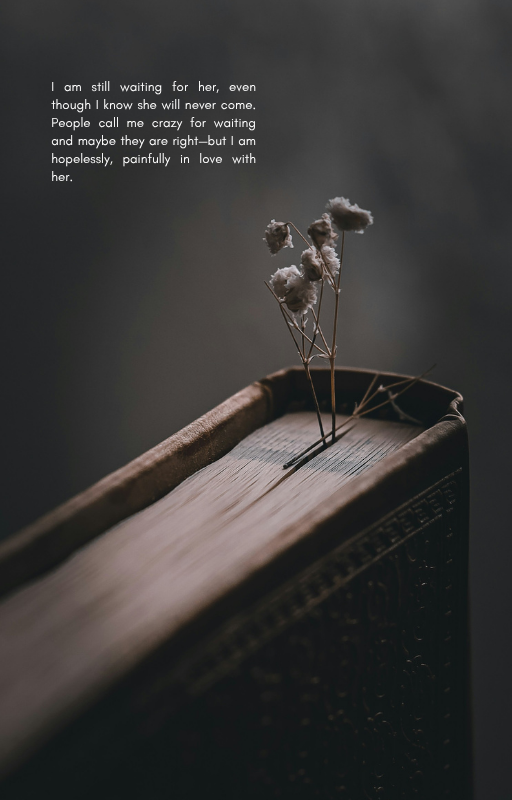 I am still waiting for her, even
though I know she will never come.
People call me crazy for waiting
and maybe they are right—but I am
hopelessly, painfully in love with
her.